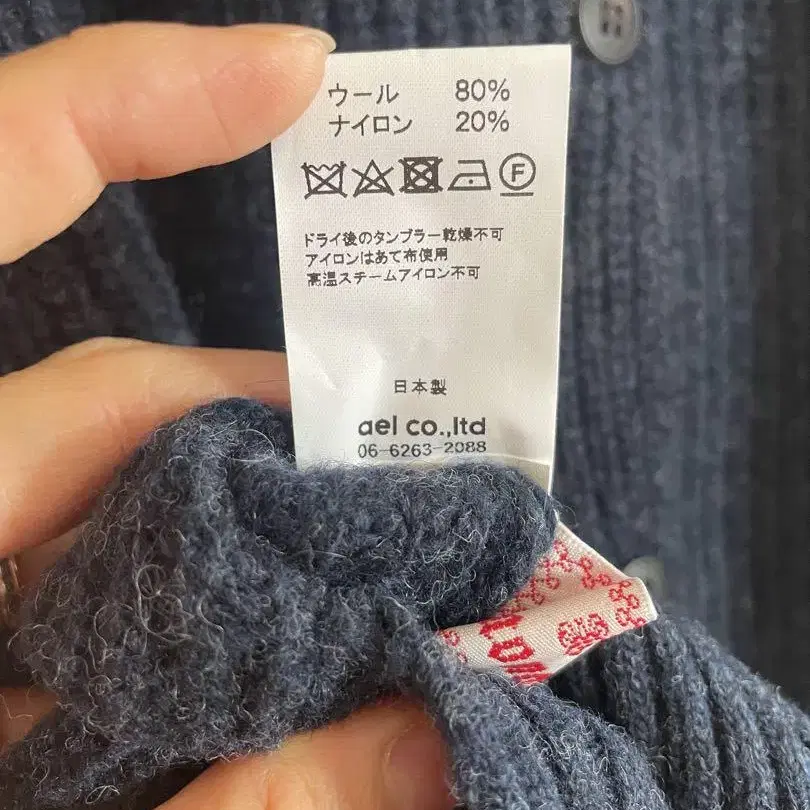 ウール 80%
ナイロン 20%
F
ドライ後のタンブラー乾燥不可
アイロンはあて布使用
高温スチームアイロン不可
日本製
ael co.,ltd
06-6263-2088